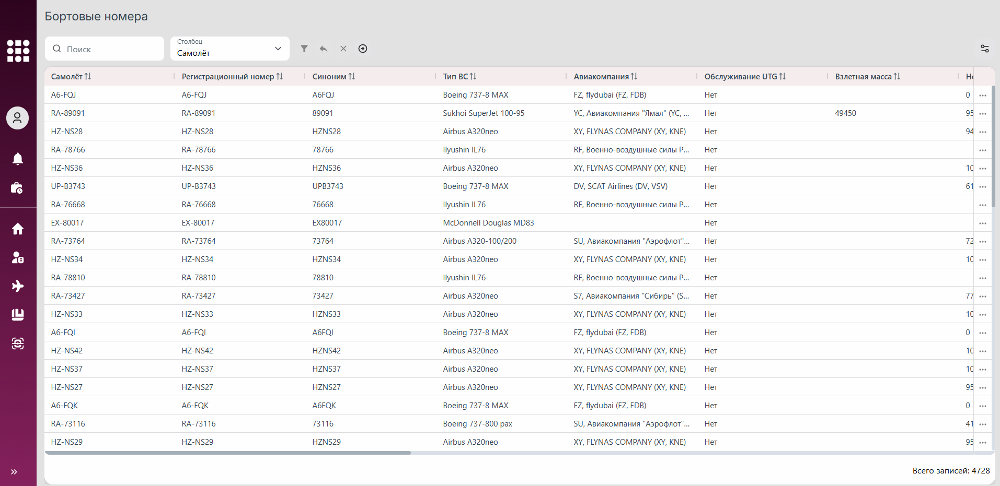 Бортовые номера
Поиск
Столбец
Самолёт
Самолёт Регистрационный номер Синоним Тип ВС Авиакомпания Обслуживание UTG Взлетная масса Но
A6-FQJ A6-FQJ A6FQJ Boeing 737-8 MAX FZ, flydubai (FZ, FDB) Нет 0
RA-89091 RA-89091 89091 Sukhoi SuperJet 100-95 YC, Авиакомпания "Ямал" (YC, ... Нет 49450 95
HZ-NS28 HZ-NS28 HZNS28 Airbus A320neo XY, FLYNAS COMPANY (XY, KNE) Нет 94
RA-78766 RA-78766 78766 Ilyushin IL76 RF, Военно-воздушные силы Р... Нет
HZ-NS36 HZ-NS36 HZNS36 Airbus A320neo XY, FLYNAS COMPANY (XY, KNE) Нет 10
UP-B3743 UP-B3743 UPB3743 Boeing 737-8 MAX DV, SCAT Airlines (DV, VSV) Нет 61
RA-76668 RA-76668 76668 Ilyushin IL76 RF, Военно-воздушные силы Р... Нет
EX-80017 EX-80017 EX80017 McDonnell Douglas MD83 Нет
RA-73764 RA-73764 73764 Airbus A320-100/200 SU, Авиакомпания "Аэрофлот"... Нет 72
HZ-NS34 HZ-NS34 HZNS34 Airbus A320neo XY, FLYNAS COMPANY (XY, KNE) Нет 10
RA-78810 RA-78810 78810 Ilyushin IL76 RF, Военно-воздушные силы Р... Нет
RA-73427 RA-73427 73427 Airbus A320neo S7, Авиакомпания "Сибирь" (S... Нет 77
HZ-NS33 HZ-NS33 HZNS33 Airbus A320neo XY, FLYNAS COMPANY (XY, KNE) Нет 10
A6-FQI A6-FQI A6FQI Boeing 737-8 MAX FZ, flydubai (FZ, FDB) Нет 0
HZ-NS42 HZ-NS42 HZNS42 Airbus A320neo XY, FLYNAS COMPANY (XY, KNE) Нет 10
HZ-NS37 HZ-NS37 HZNS37 Airbus A320neo XY, FLYNAS COMPANY (XY, KNE) Нет 10
HZ-NS27 HZ-NS27 HZNS27 Airbus A320neo XY, FLYNAS COMPANY (XY, KNE) Нет 95
A6-FQK A6-FQK A6FQK Boeing 737-8 MAX FZ, flydubai (FZ, FDB) Нет 0
RA-73116 RA-73116 73116 Boeing 737-800 pax SU, Авиакомпания "Аэрофлот"... Нет 41
HZ-NS29 HZ-NS29 HZNS29 Airbus A320neo XY, FLYNAS COMPANY (XY, KNE) Нет 95
Всего записей: 4728